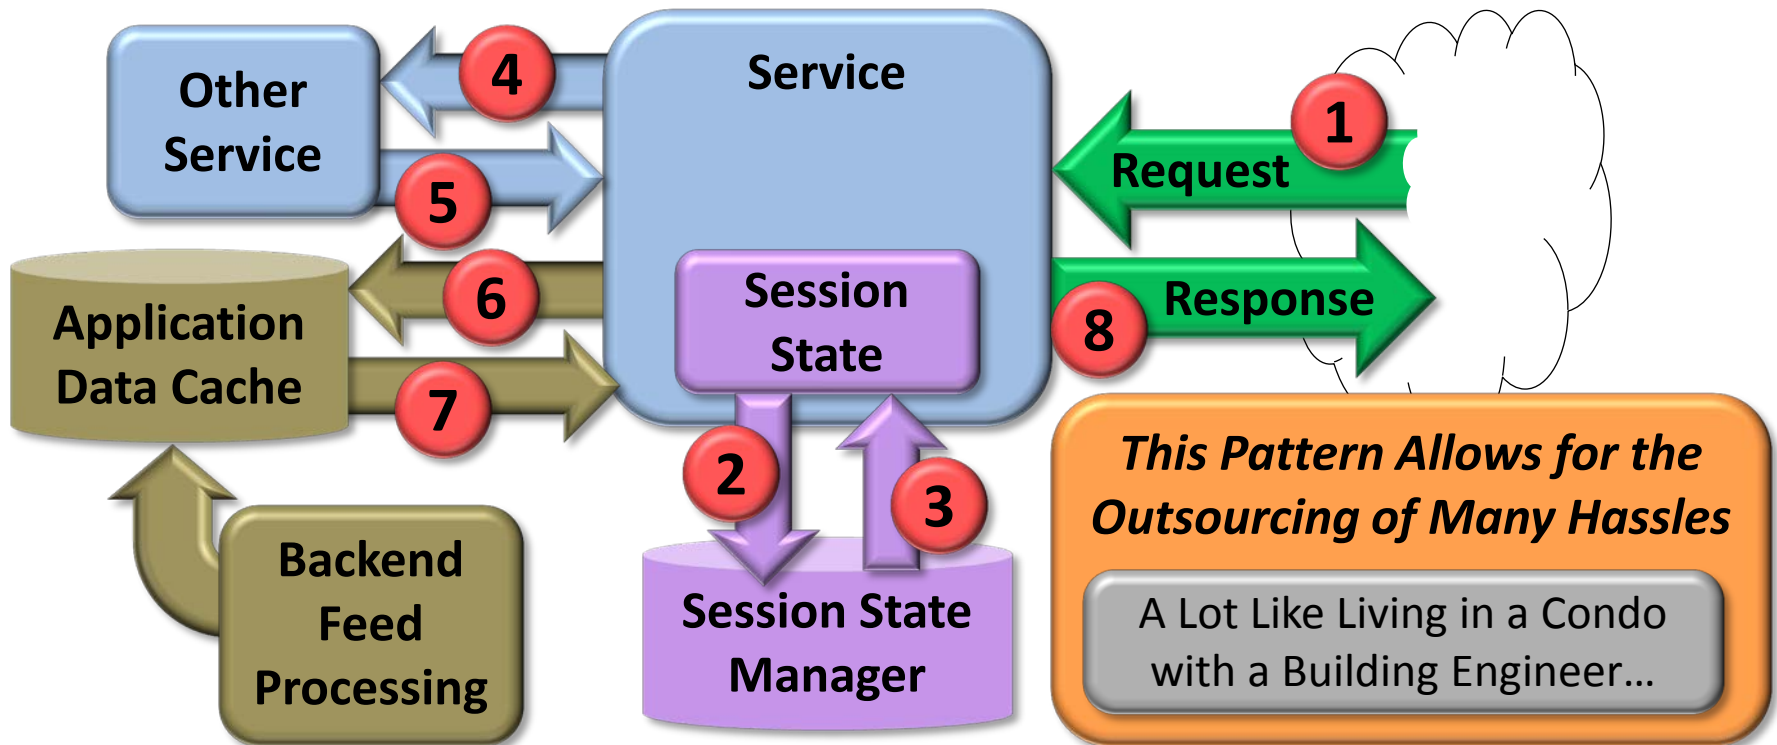 Other
Service
4
5
Service
1
Request
Response
8
Session
State
6
7
Application
Data Cache
2
3
Backend
Feed
Processing
Session State
Manager
This Pattern Allows for the
Outsourcing of Many Hassles
A Lot Like Living in a Condo
with a Building Engineer...